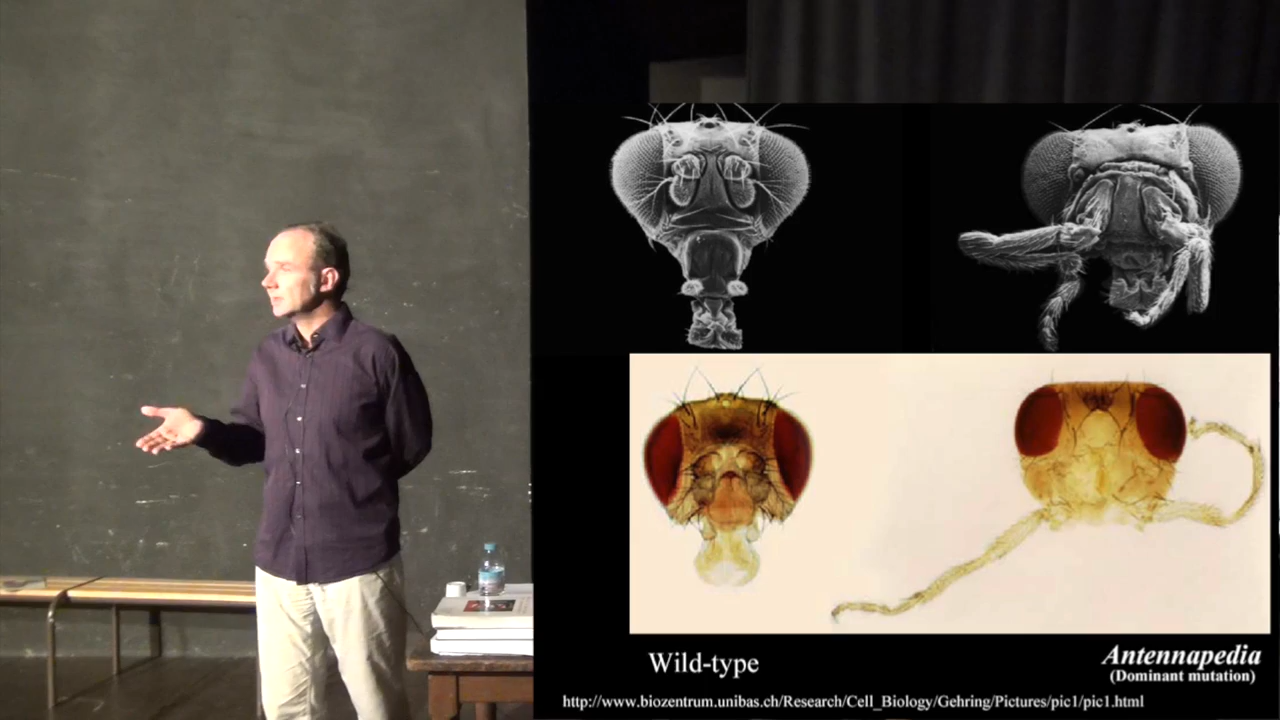 Wild-type
Antennapedia
(Dominant mutation)
http://www.biozentrum.unibas.ch/Research/Cell_Biology/Gehring/Pictures/pic1/pic1.html